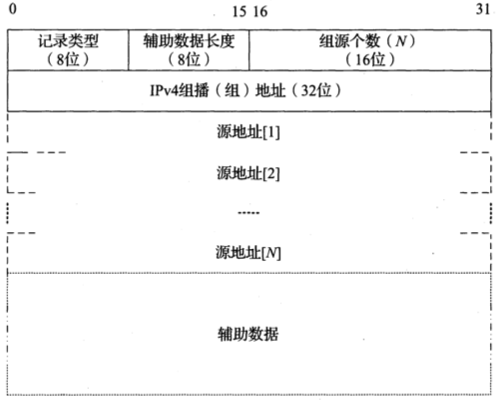 0 15 16 31
记录类型 辅助数据长度 组源个数（N）
（8位） （8位） （16位）
IPv4组播（组）地址（32位）
源地址[1]
源地址[2]
源地址[N]
辅助数据